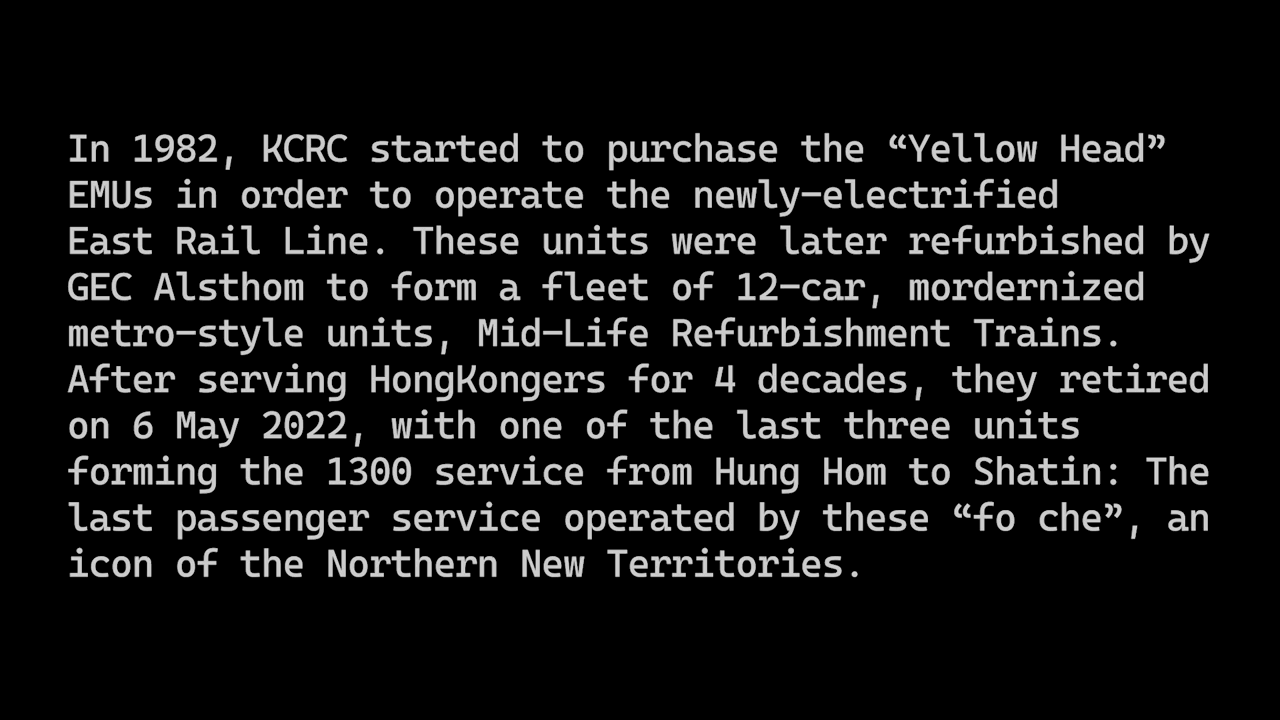 In 1982, KCRC started to purchase the “Yellow Head”
EMUs in order to operate the newly–electrified
East Rail Line. These units were later refurbished by
GEC Alsthom to form a fleet of 12–car, mordernized
metro–style units, Mid–Life Refurbishment Trains.
After serving HongKongers for 4 decades, they retired
on 6 May 2022, with one of the last three units
forming the 1300 service from Hung Hom to Shatin: The
last passenger service operated by these “fo che”, an
icon of the Northern New Territories.